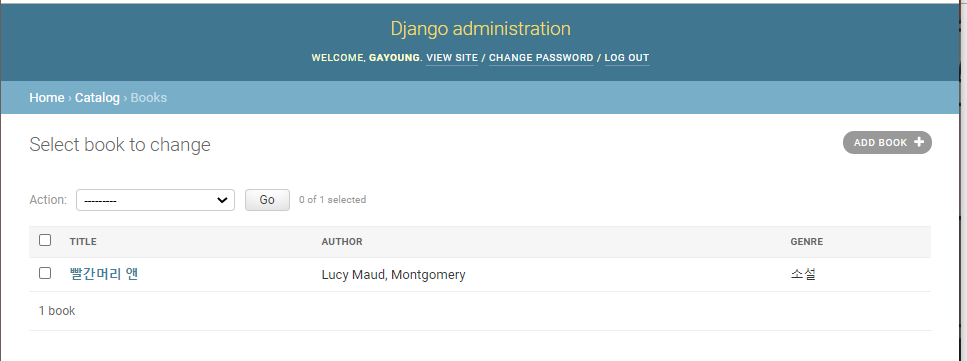 Django administration
WELCOME, GAYOUNG. VIEW SITE / CHANGE PASSWORD / LOG OUT
Home › Catalog › Books
Select book to change
ADD BOOK +
Action: --------- Go 0 of 1 selected
TITLE AUTHOR GENRE
빨간머리 앤 Lucy Maud, Montgomery 소설
1 book